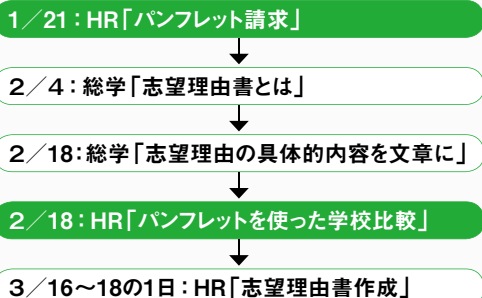 1／21：HR「パンフレット請求」
2／4：総学「志望理由書とは」
2／18：総学「志望理由の具体的内容を文章に」
2／18：HR「パンフレットを使った学校比較」
3／16～18の1日：HR「志望理由書作成」